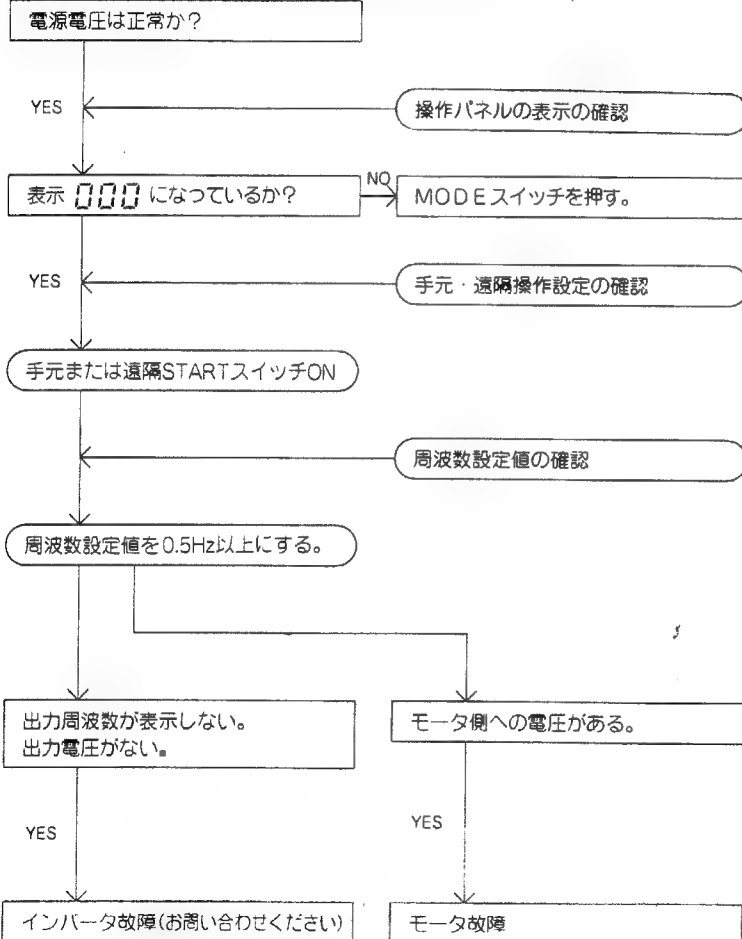 電源電圧は正常か?
YES
操作パネルの表示の確認
表示 000 になっているか?
NO
MODEスイッチを押す。
YES
手元・遠隔操作設定の確認
手元または遠隔STARTスイッチON
周波数設定値の確認
周波数設定値を0.5Hz以上にする。
出力周波数が表示しない。
出力電圧がない。
モータ側への電圧がある。
YES
YES
インバータ故障(お問い合わせください)
モータ故障